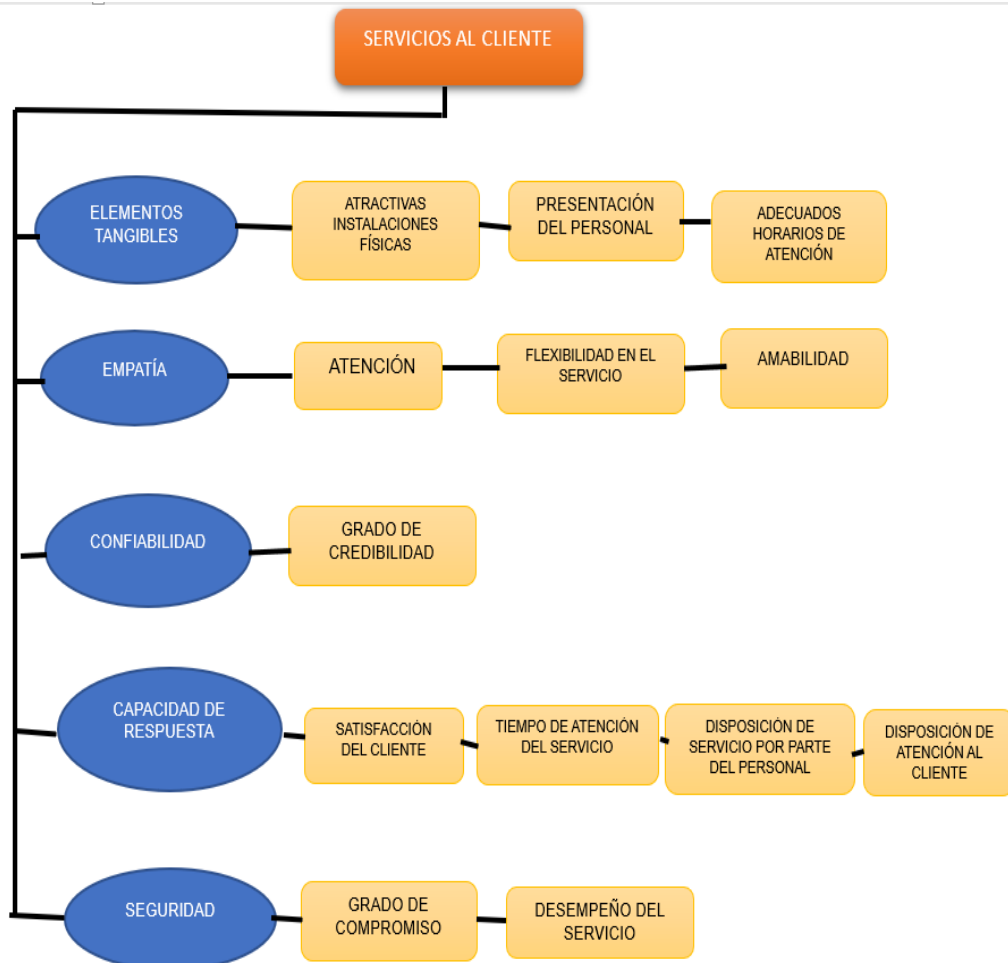 SERVICIOS AL CLIENTE
ELEMENTOS
TANGIBLES
ATRACTIVAS
INSTALACIONES
FÍSICAS
PRESENTACIÓN
DEL PERSONAL
ADECUADOS
HORARIOS DE
ATENCIÓN
EMPATÍA
ATENCIÓN
FLEXIBILIDAD EN EL
SERVICIO
AMABILIDAD
CONFIABILIDAD
GRADO DE
CREDIBILIDAD
CAPACIDAD DE
RESPUESTA
SATISFACCIÓN
DEL CLIENTE
TIEMPO DE ATENCIÓN
DEL SERVICIO
DISPOSICIÓN DE
SERVICIO POR PARTE
DEL PERSONAL
DISPOSICIÓN DE
ATENCIÓN AL
CLIENTE
SEGURIDAD
GRADO DE
COMPROMISO
DESEMPEÑO DEL
SERVICIO